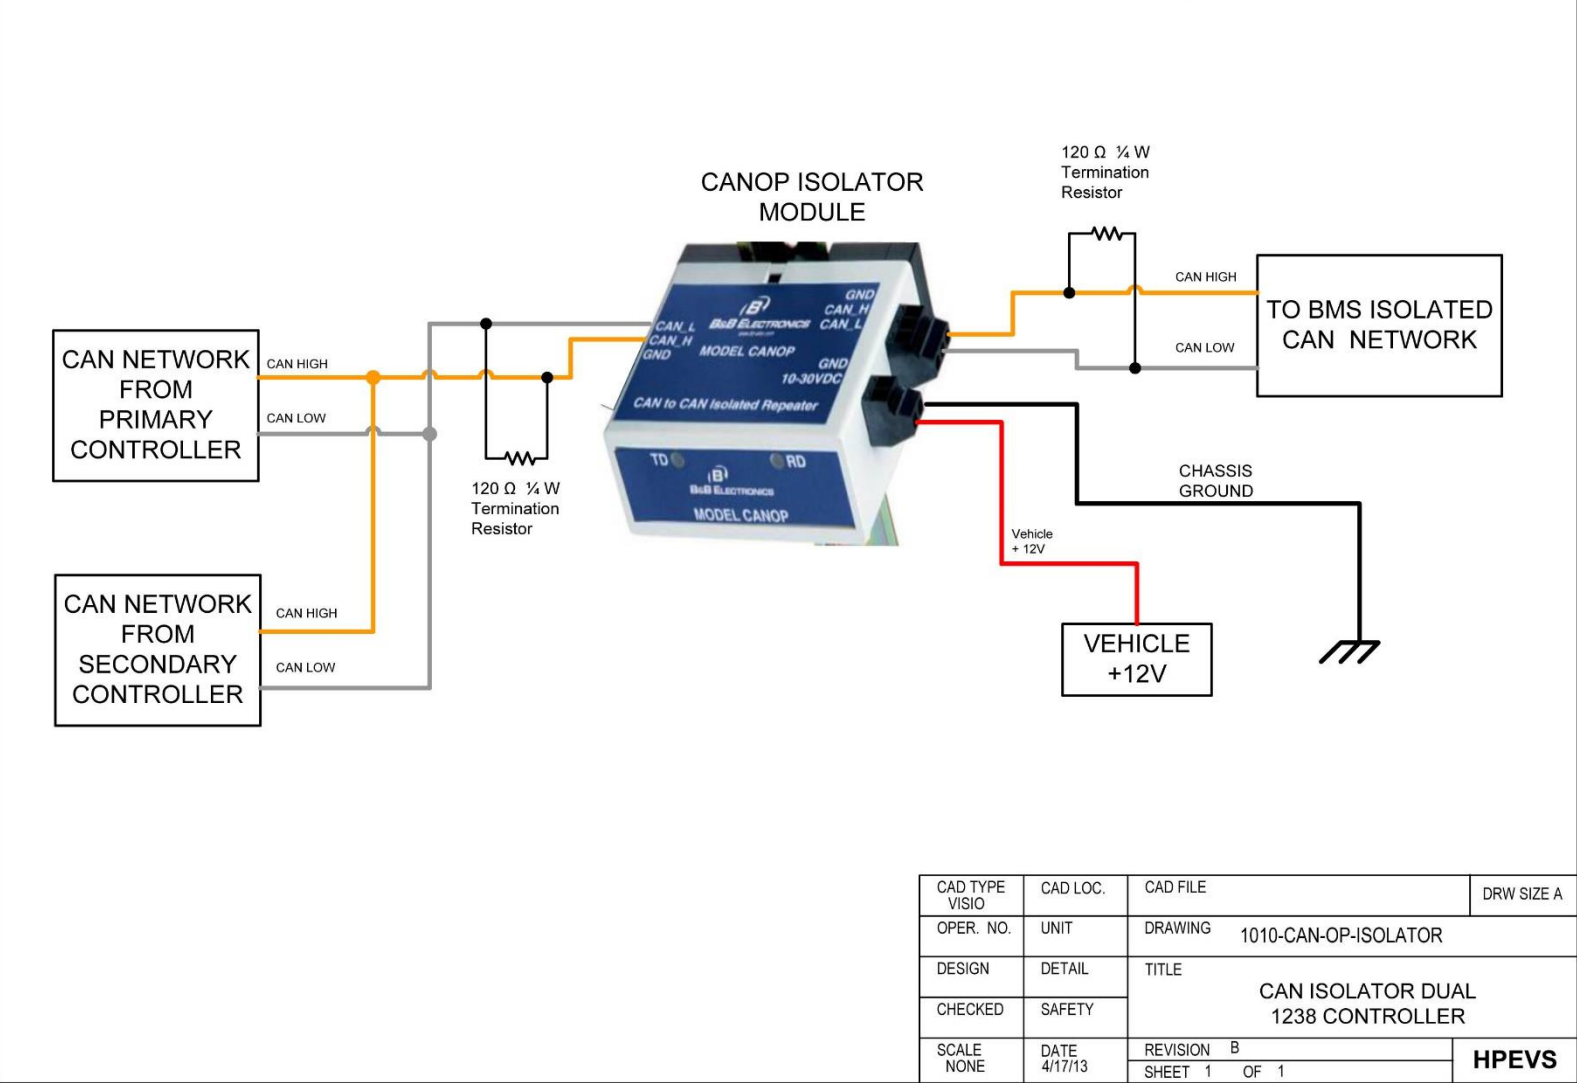 120 Ω ¼ W
Termination
Resistor
CANOP ISOLATOR
MODULE
CAN HIGH
TO BMS ISOLATED
CAN NETWORK
CAN LOW
GND
CAN_H
CAN_L
CAN_L
CAN_H
GND
B&B ELECTRONICS
MODEL CANOP
GND
10-30VDC
CAN to CAN Isolated Repeater
TD
RD
B
B&B ELECTRONICS
MODEL CANOP
CAN NETWORK
FROM
PRIMARY
CONTROLLER
CAN HIGH
CAN LOW
120 Ω ¼ W
Termination
Resistor
CHASSIS
GROUND
Vehicle
+ 12V
VEHICLE
+12V
CAN NETWORK
FROM
SECONDARY
CONTROLLER
CAN HIGH
CAN LOW
CAD TYPE
VISIO
CAD LOC.
CAD FILE
DRW SIZE A
OPER. NO.
UNIT
DRAWING 1010-CAN-OP-ISOLATOR
DESIGN
DETAIL
TITLE
CAN ISOLATOR DUAL
1238 CONTROLLER
CHECKED
SAFETY
SCALE
NONE
DATE
4/17/13
REVISION B
SHEET 1 OF 1
HPEVS